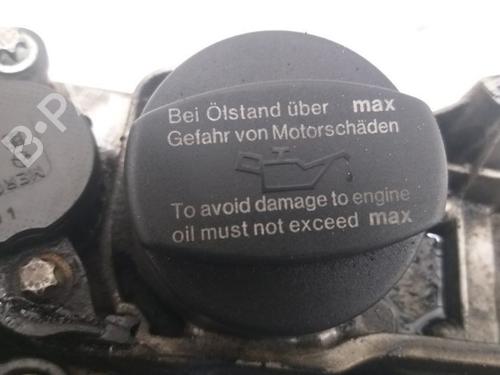 Bei Ölstand über max
Gefahr von Motorschäden
To avoid damage to engine
oil must not exceed max